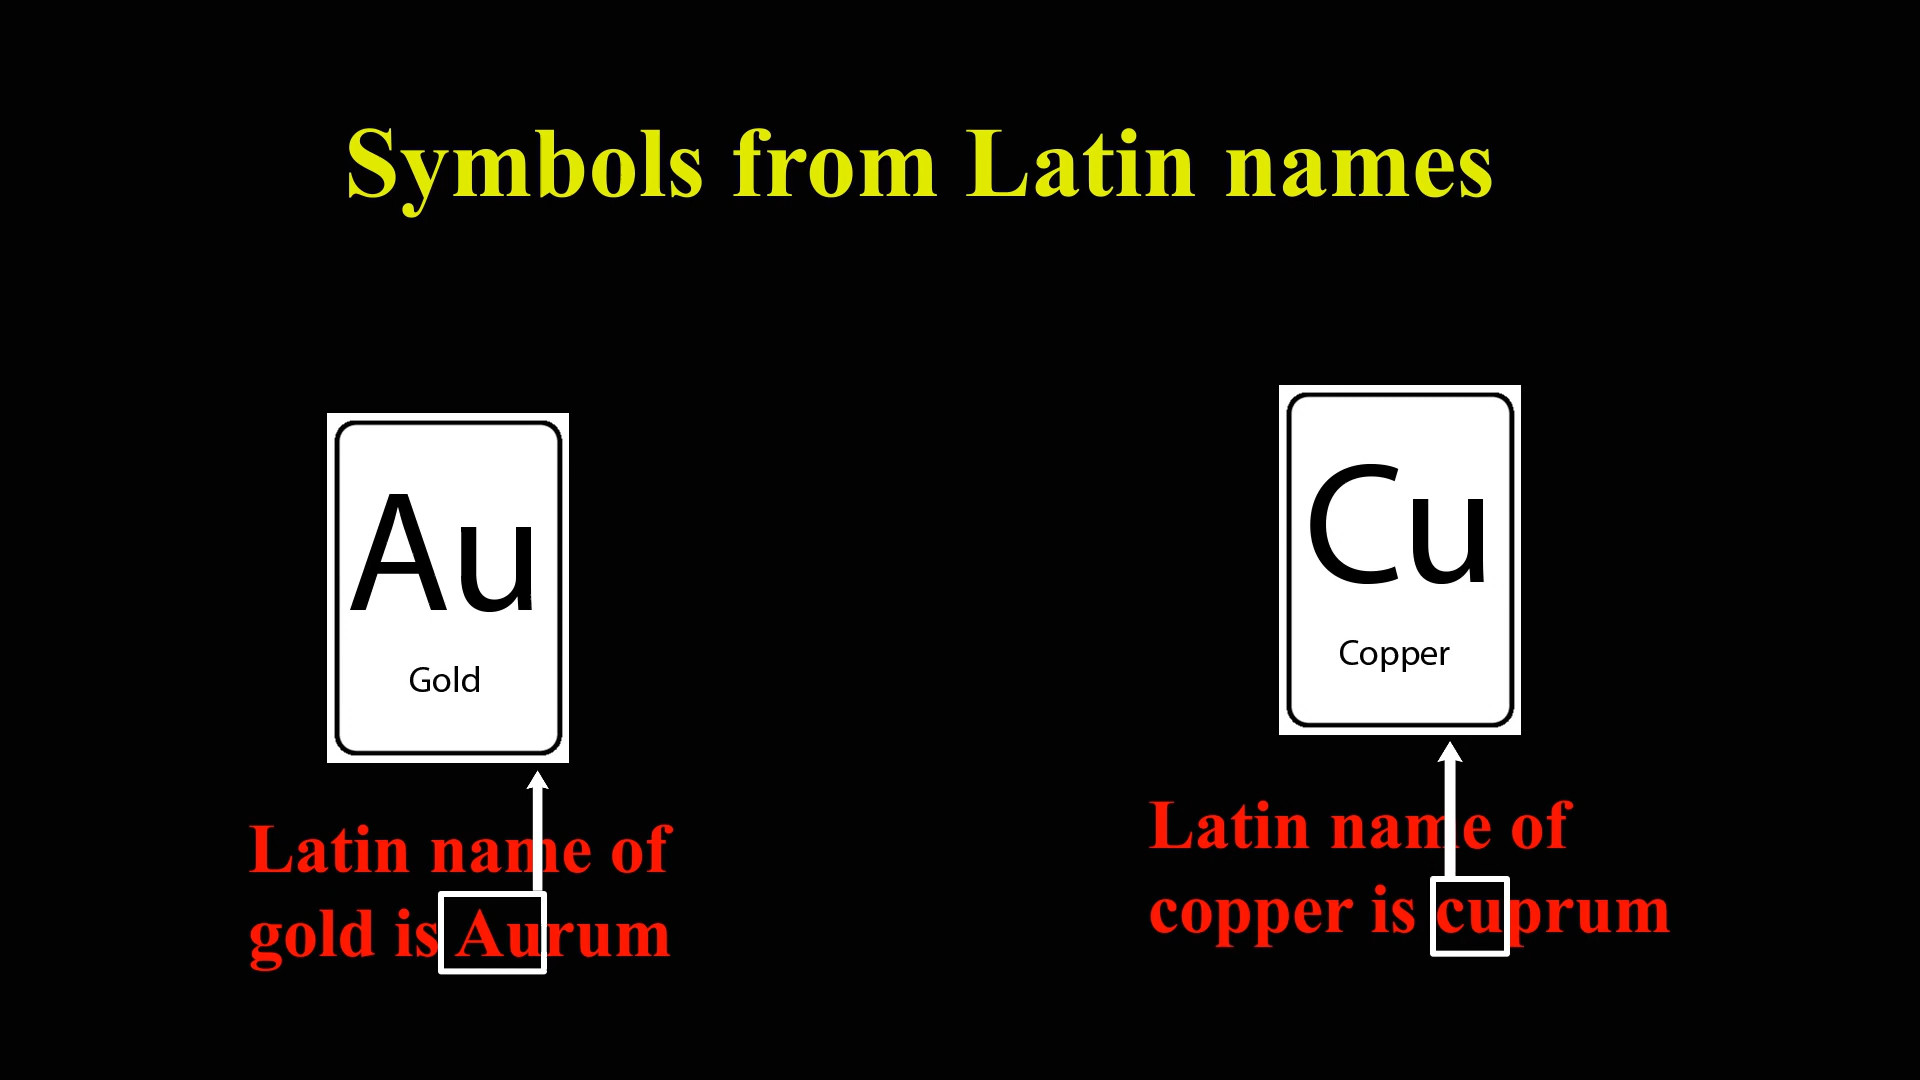 Symbols from Latin names
Au
Gold
Latin name of
gold is Aurum
Cu
Copper
Latin name of
copper is cuprum